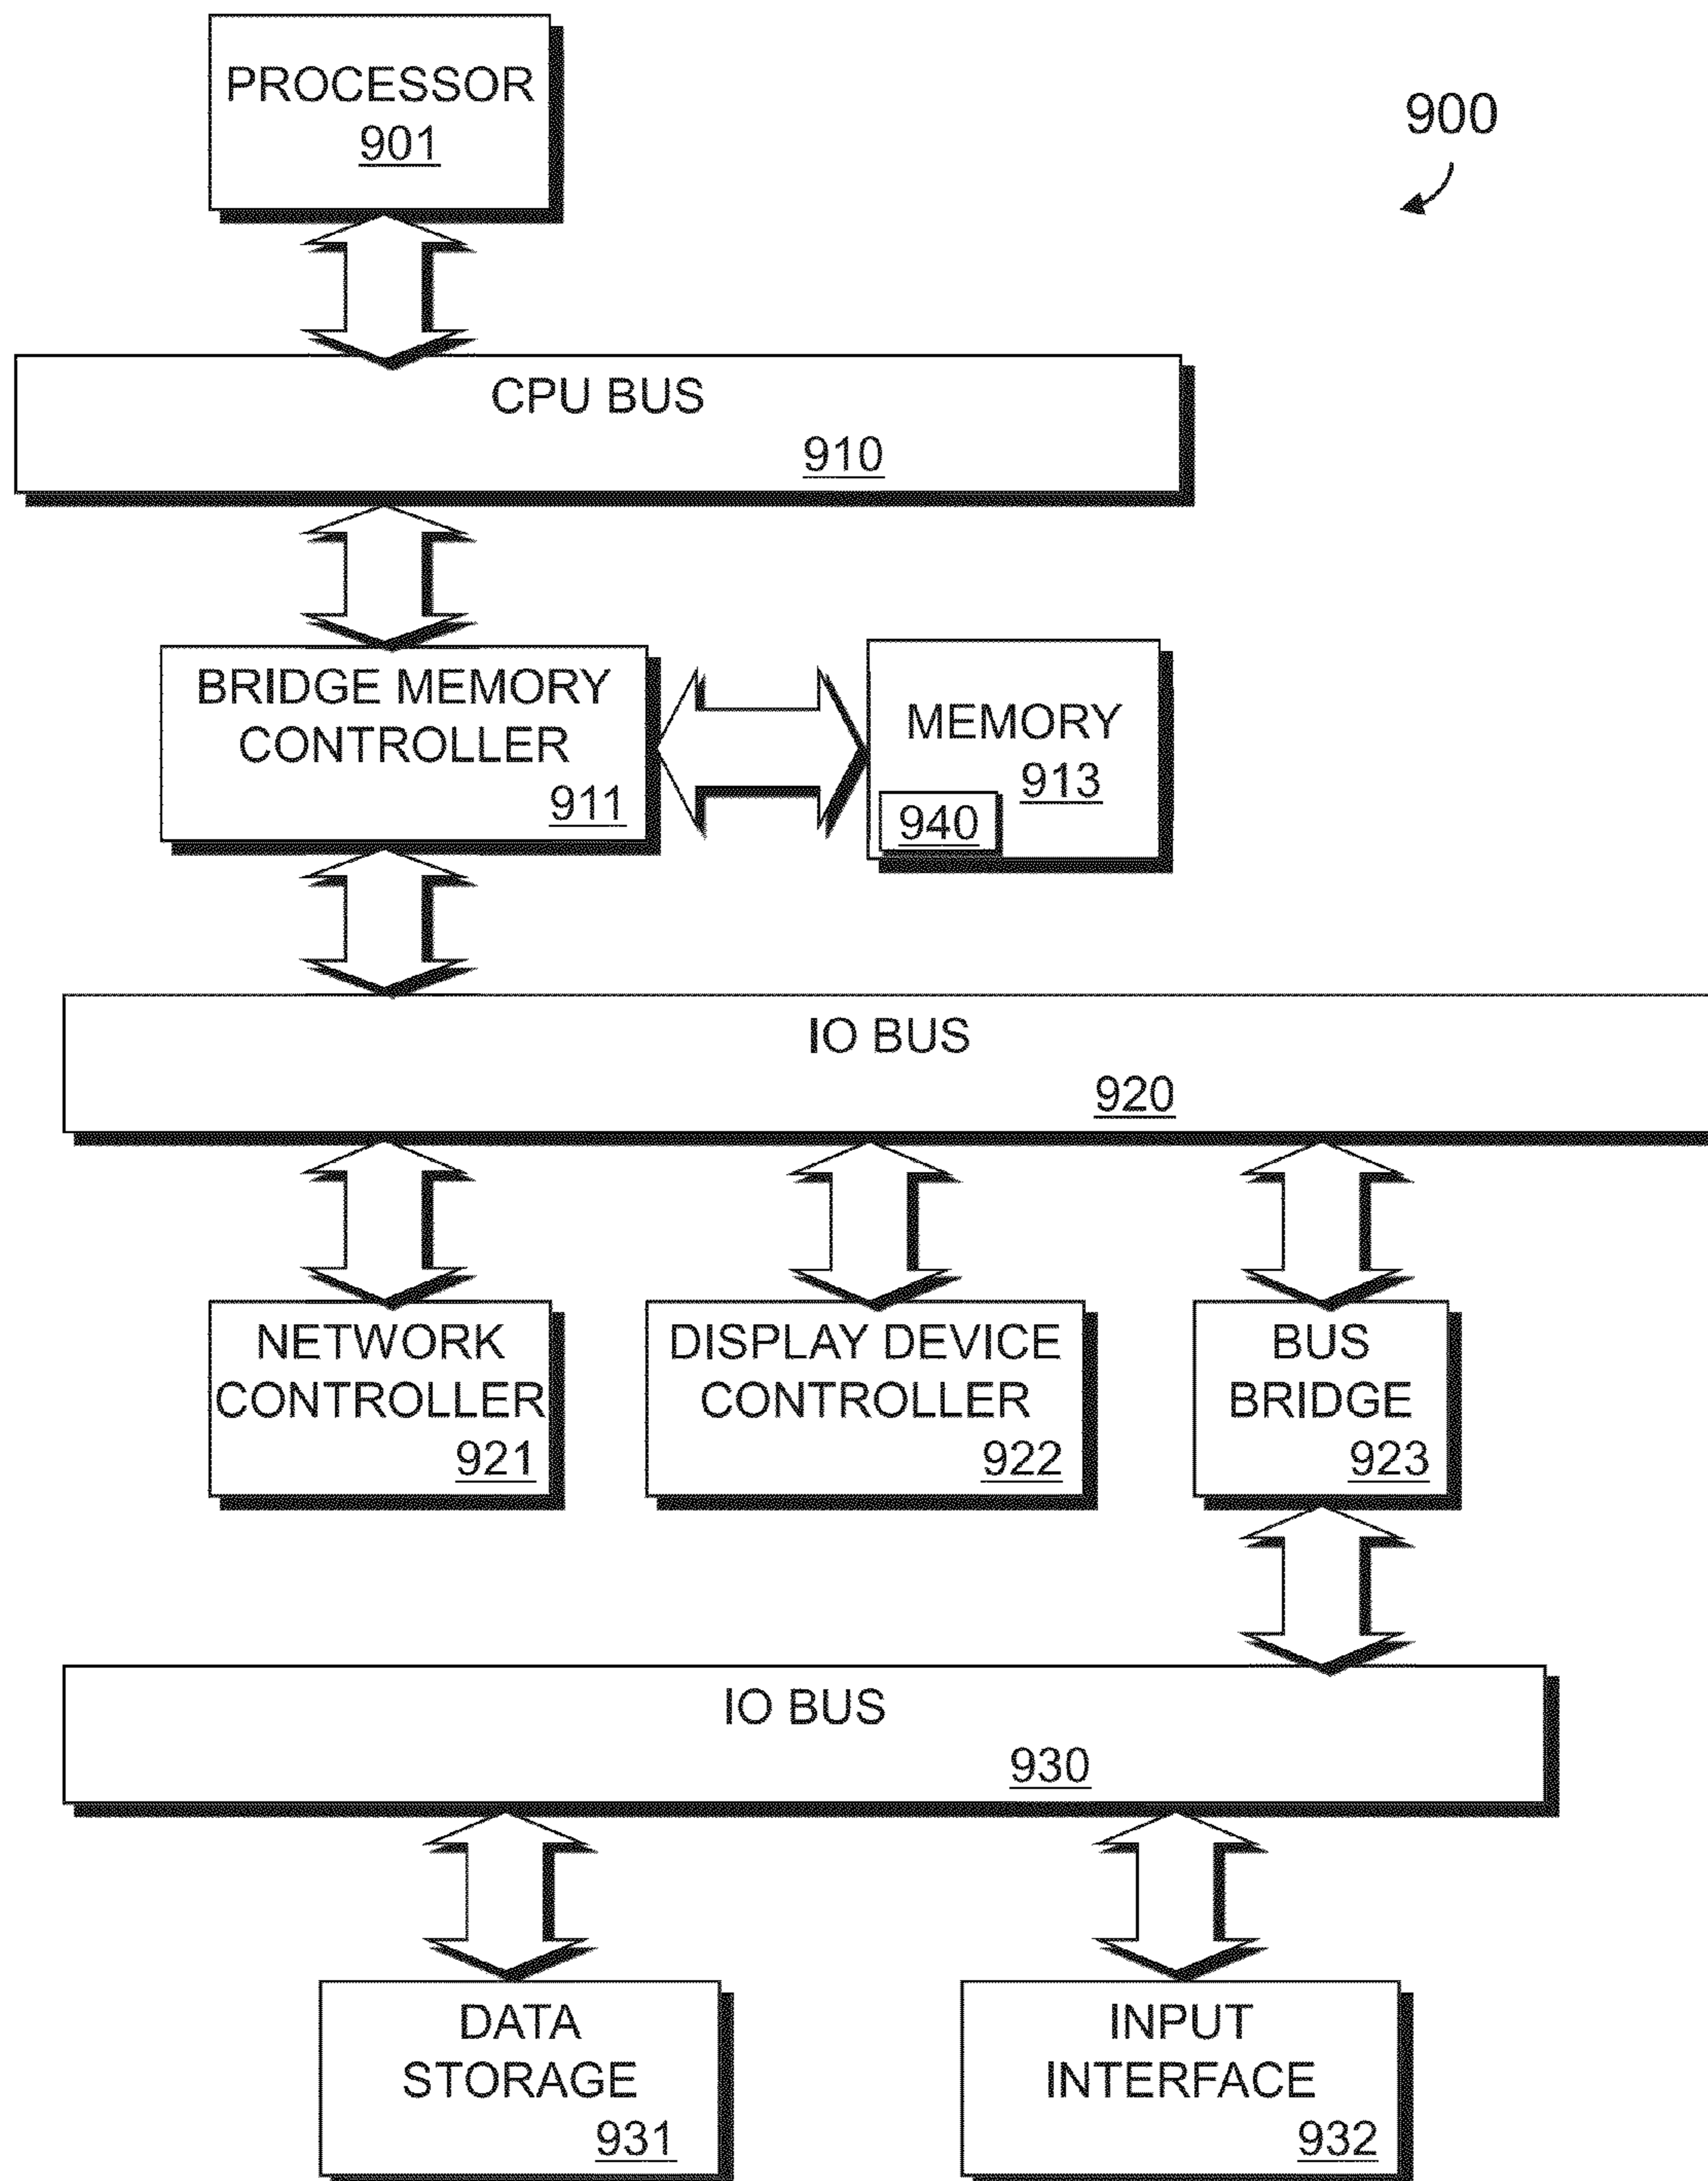 PROCESSOR
901
900
CPU BUS
910
BRIDGE MEMORY
CONTROLLER
911
MEMORY
913
940
IO BUS
920
NETWORK
CONTROLLER
921
DISPLAY DEVICE
CONTROLLER
922
BUS
BRIDGE
923
IO BUS
930
DATA
STORAGE
931
INPUT
INTERFACE
932